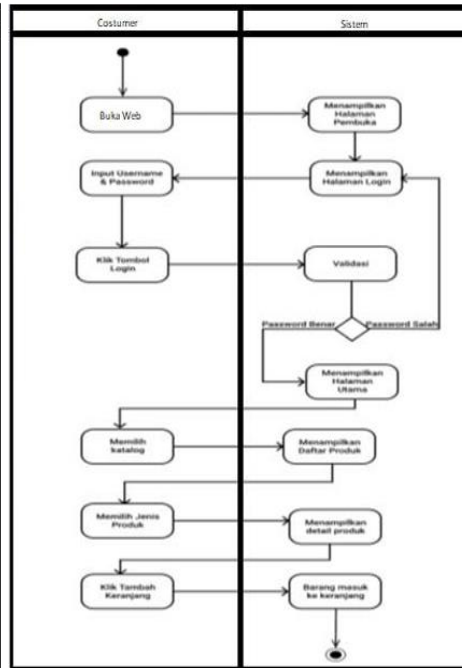 Costumer
Sistem
Buka Web
Menampilkan
Halaman
Pembuka
Input Username
& Password
Menampilkan
Halaman Login
Klik Tombol
Login
Validasi
Password Benar
Password Salah
Menampilkan
Halaman
Utama
Memilih
katalog
Menampilkan
Daftar Produk
Memilih Jenis
Produk
Menampilkan
detail produk
Klik Tambah
Keranjang
Barang masuk
ke keranjang